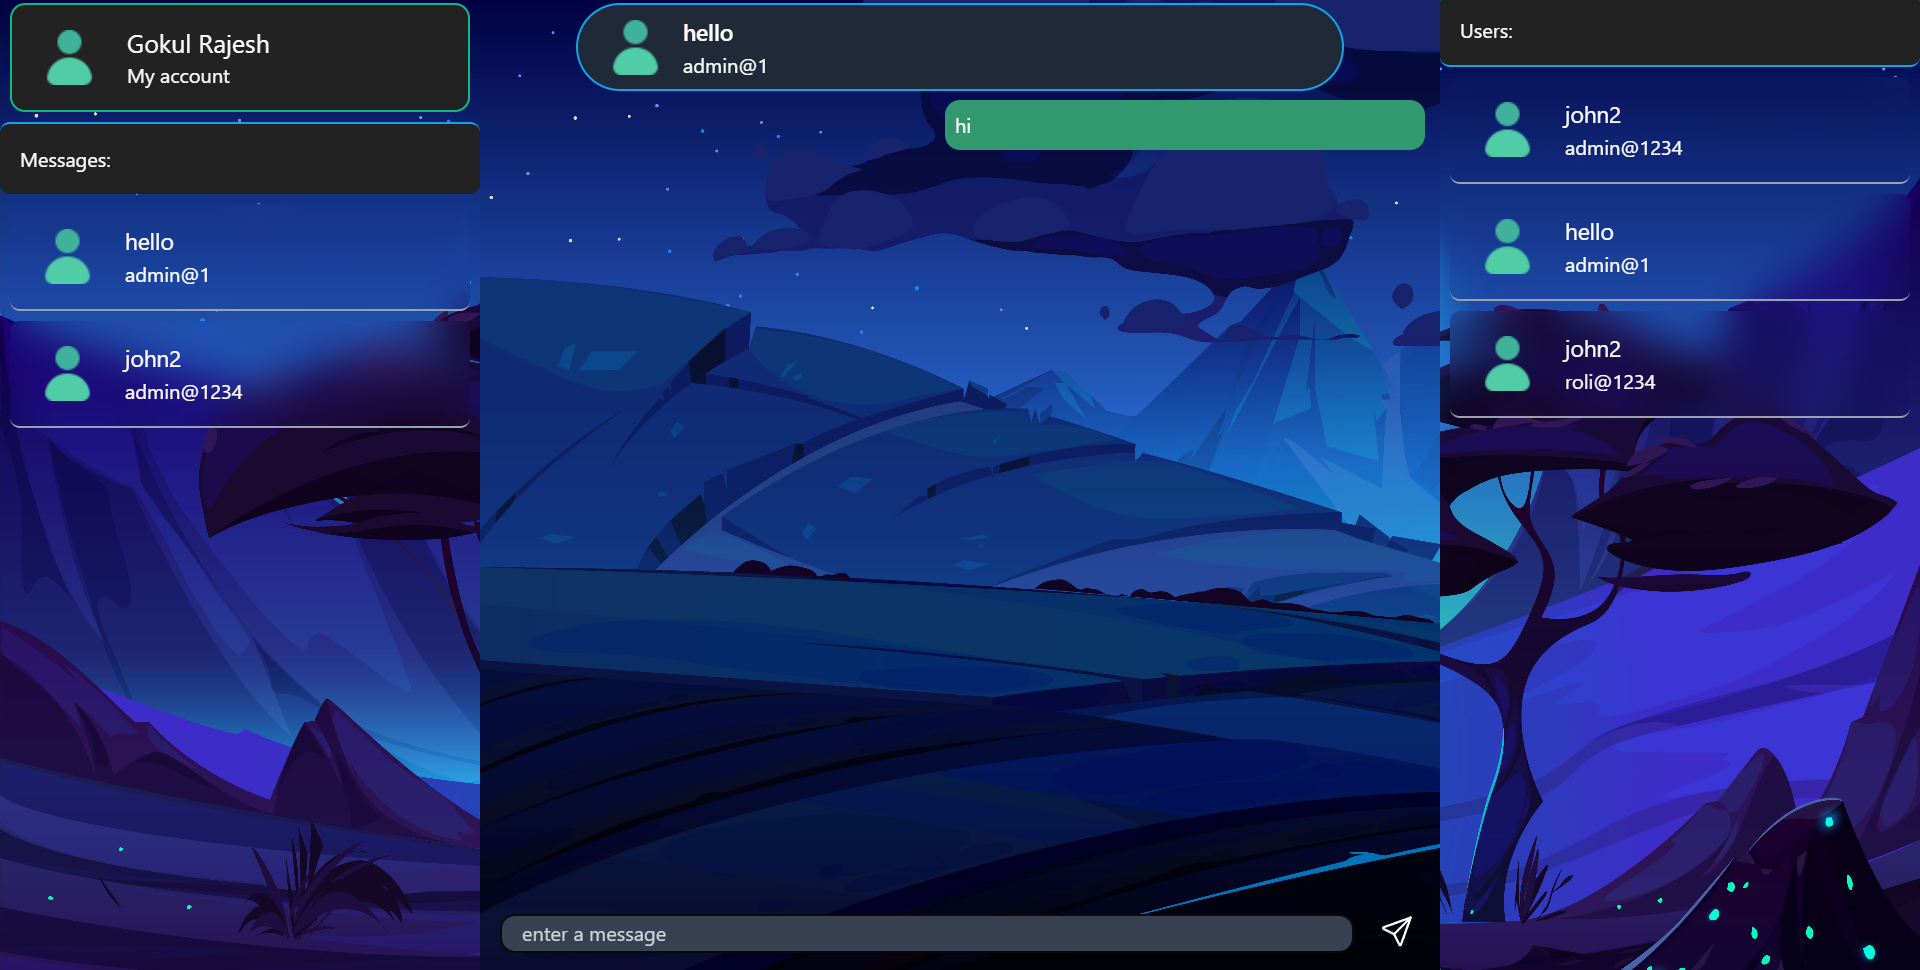 Gokul Rajesh
My account
Messages:
hello
admin@1
john2
admin@1234
hello
admin@1
hi
enter a message
Users:
john2
admin@1234
hello
admin@1
john2
roli@1234